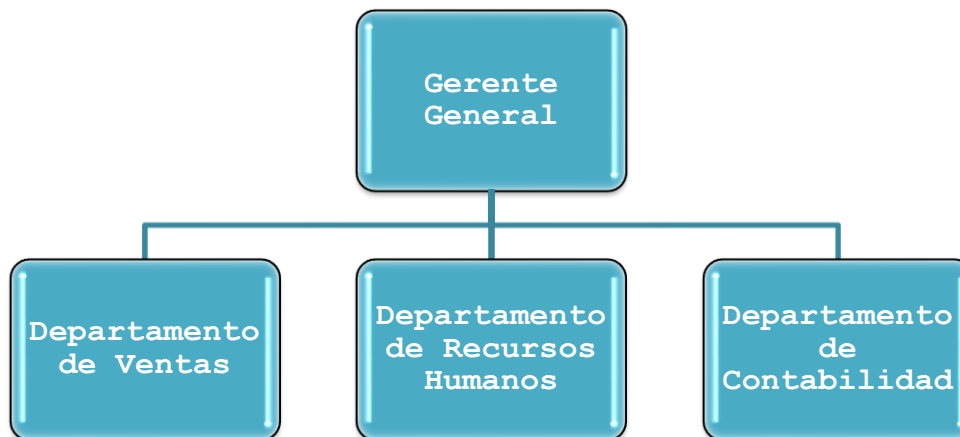 Gerente
General
Departamento
de Ventas
Departamento
de Recursos
Humanos
Departamento
de
Contabilidad